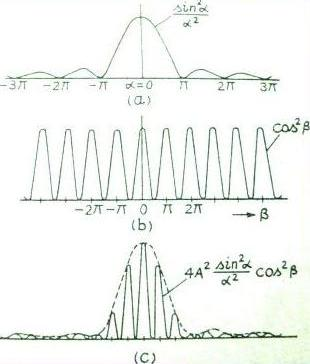 sin²α
α²
-3π -2π -π α=0 π 2π 3π
(a)
cos²β
-2π -π 0 π 2π → β
(b)
4A² sin²α/α² cos²β
(C)